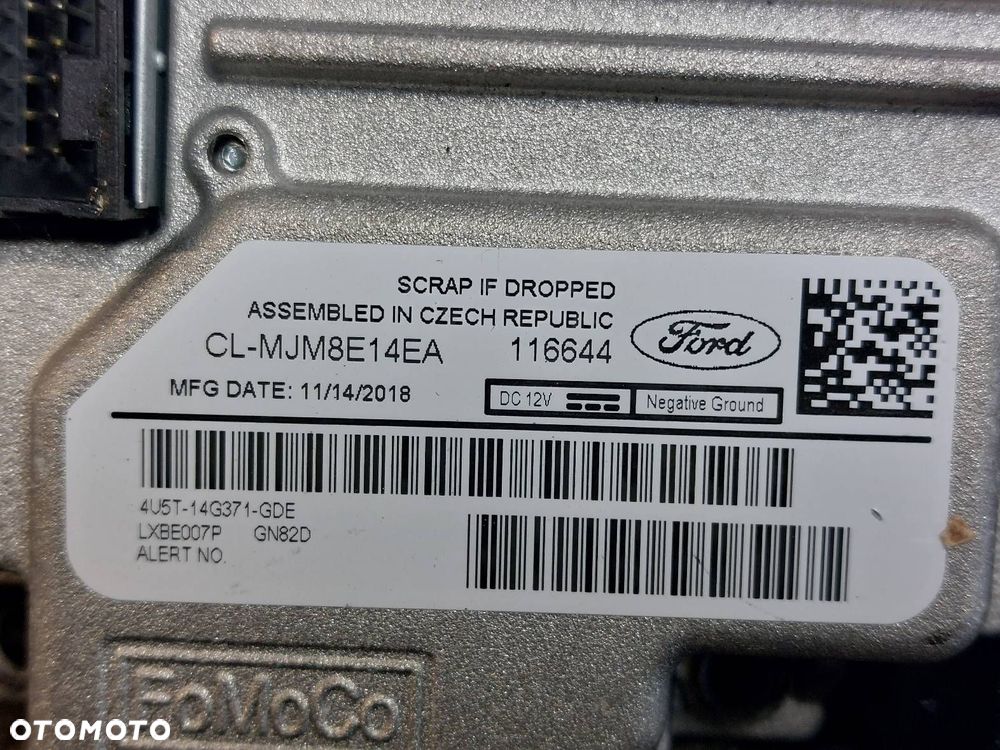 SCRAP IF DROPPED
ASSEMBLED IN CZECH REPUBLIC
CL-MJM8E14EA 116644
Ford
MFG DATE: 11/14/2018
DC 12V Negative Ground
4U5T-14G371-GDE
LXBE007P GN82D
ALERT NO.
FoMoCo
OTOMOTO